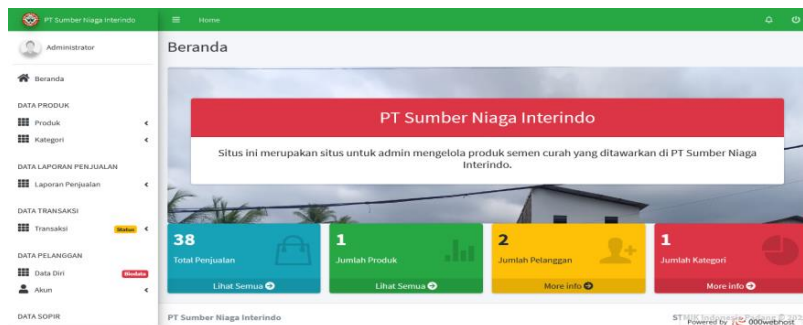 PT Sumber Niaga Interindo
Home
Administrator
Beranda
Beranda
DATA PRODUK
Produk
Kategori
DATA LAPORAN PENJUALAN
Laporan Penjualan
DATA TRANSAKSI
Transaksi
Status
DATA PELANGGAN
Data Diri
Biodata
Akun
DATA SOPIR
PT Sumber Niaga Interindo
Situs ini merupakan situs untuk admin mengelola produk semen curah yang ditawarkan di PT Sumber Niaga
Interindo.
38
Total Penjualan
Lihat Semua
1
Jumlah Produk
Lihat Semua
2
Jumlah Pelanggan
More info
1
Jumlah Kategori
More info
PT Sumber Niaga Interindo
STMIK Indonesia Padang ©
Powered by 000webhost